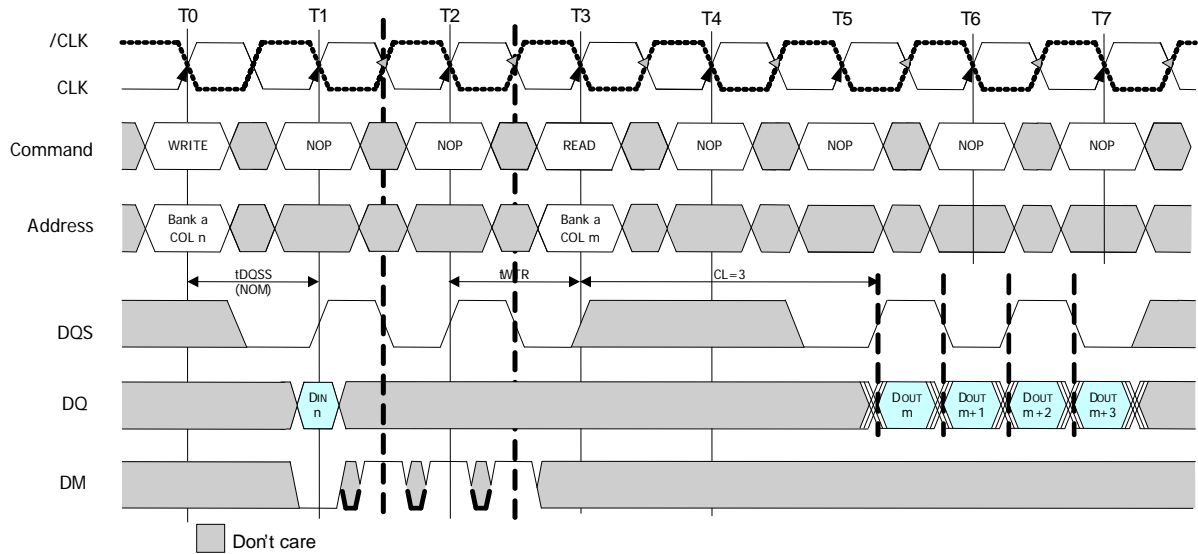 T0 T1 T2 T3 T4 T5 T6 T7
/CLK
CLK
Command WRITE NOP NOP READ NOP NOP NOP NOP
Address Bank a COL n Bank a COL m
tDQSS (NOM) tWTR CL=3
DQS
DQ DIN n DOUT m DOUT m+1 DOUT m+2 DOUT m+3
DM
Don't care